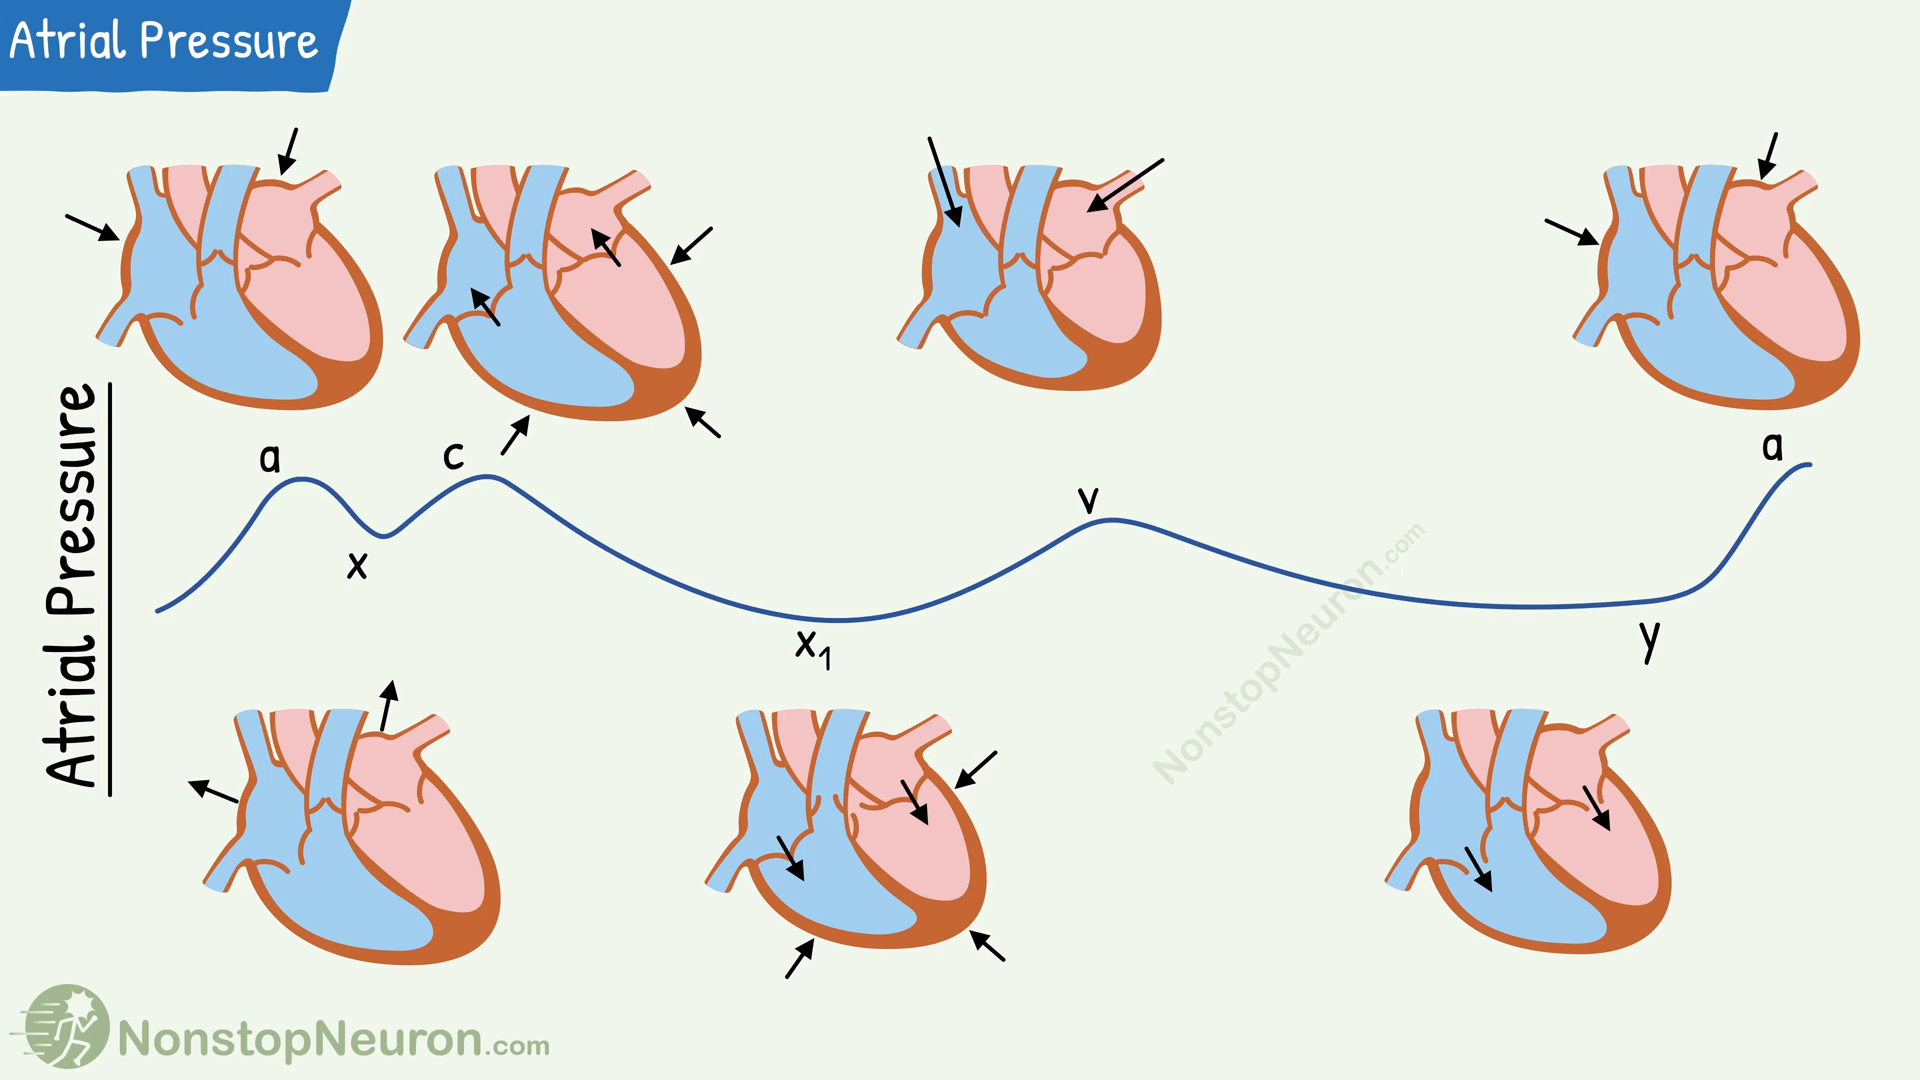 Atrial Pressure
Atrial Pressure
a
c
v
a
x
x₁
y
NonstopNeuron.com
NonstopNeuron.com